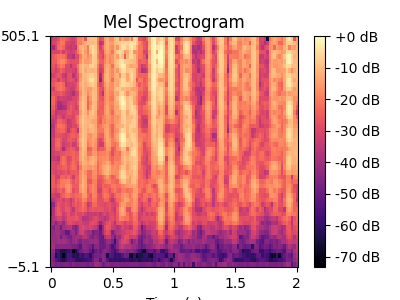 Mel Spectrogram
505.1
−5.1
0
0.5
1
1.5
2
+0 dB
-10 dB
-20 dB
-30 dB
-40 dB
-50 dB
-60 dB
-70 dB